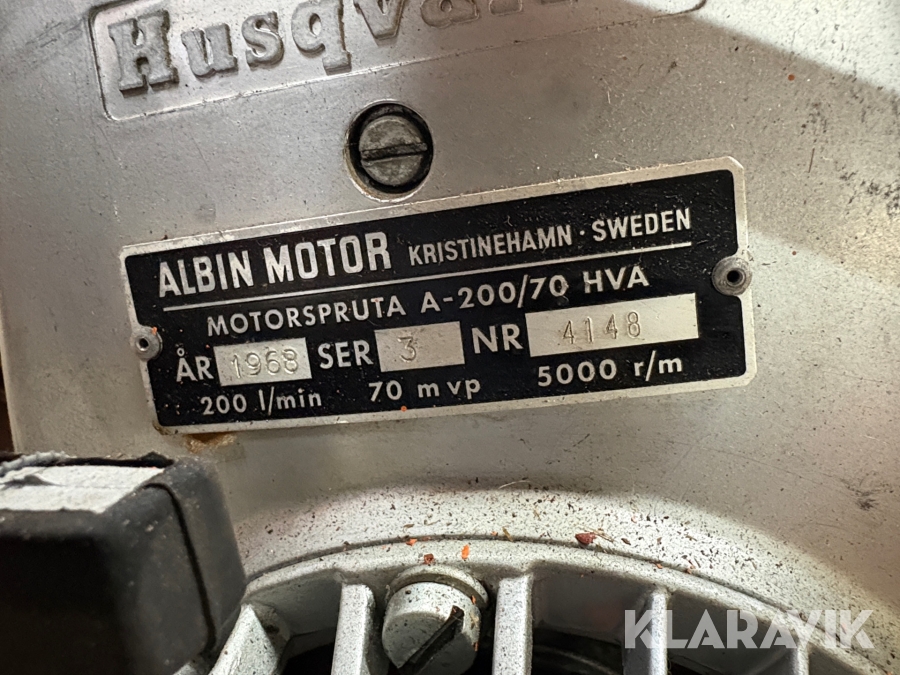 Husqvarna
ALBIN MOTOR KRISTINEHAMN · SWEDEN
MOTORSPRUTA A-200/70 HVA
ÅR 1968 SER 3 NR 4148
200 l/min 70 m vp 5000 r/m
KLARAVIK